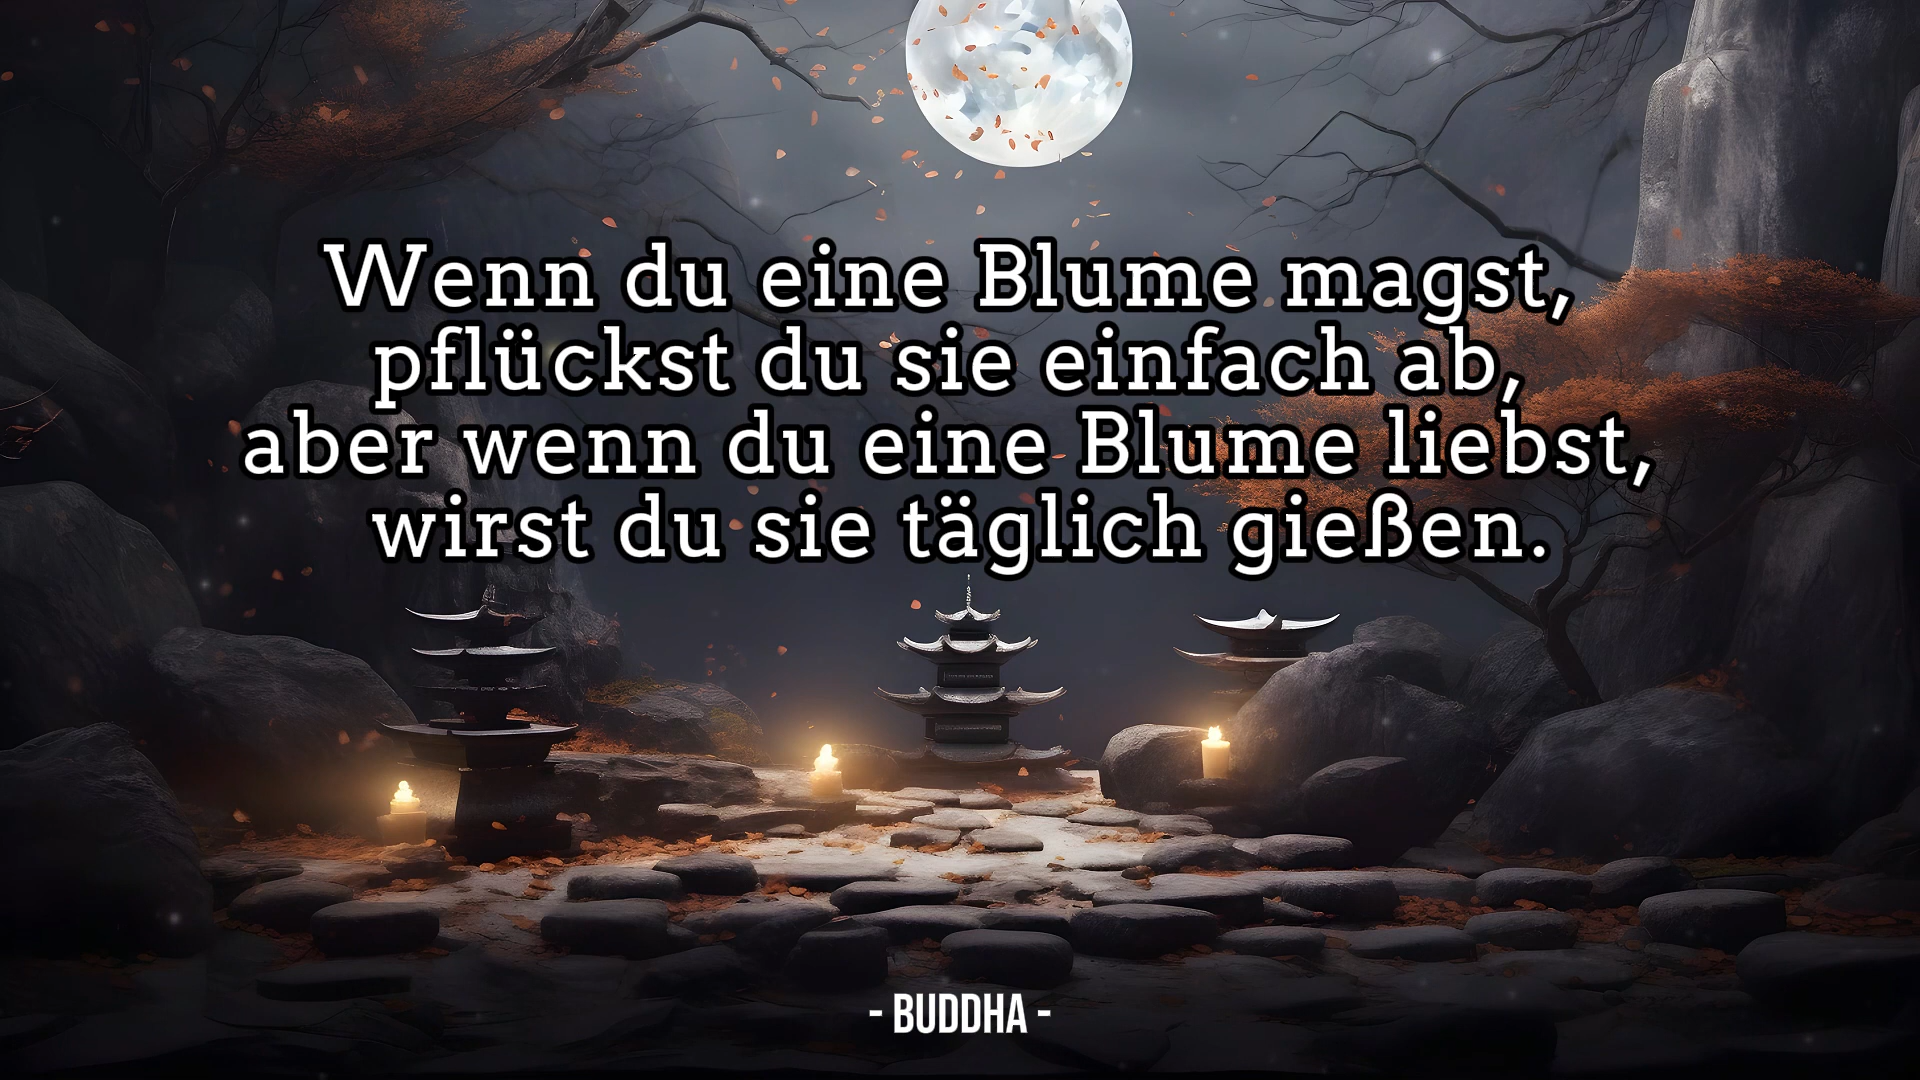 Wenn du eine Blume magst,
pflückst du sie einfach ab,
aber wenn du eine Blume liebst,
wirst du sie täglich gießen.
- BUDDHA -